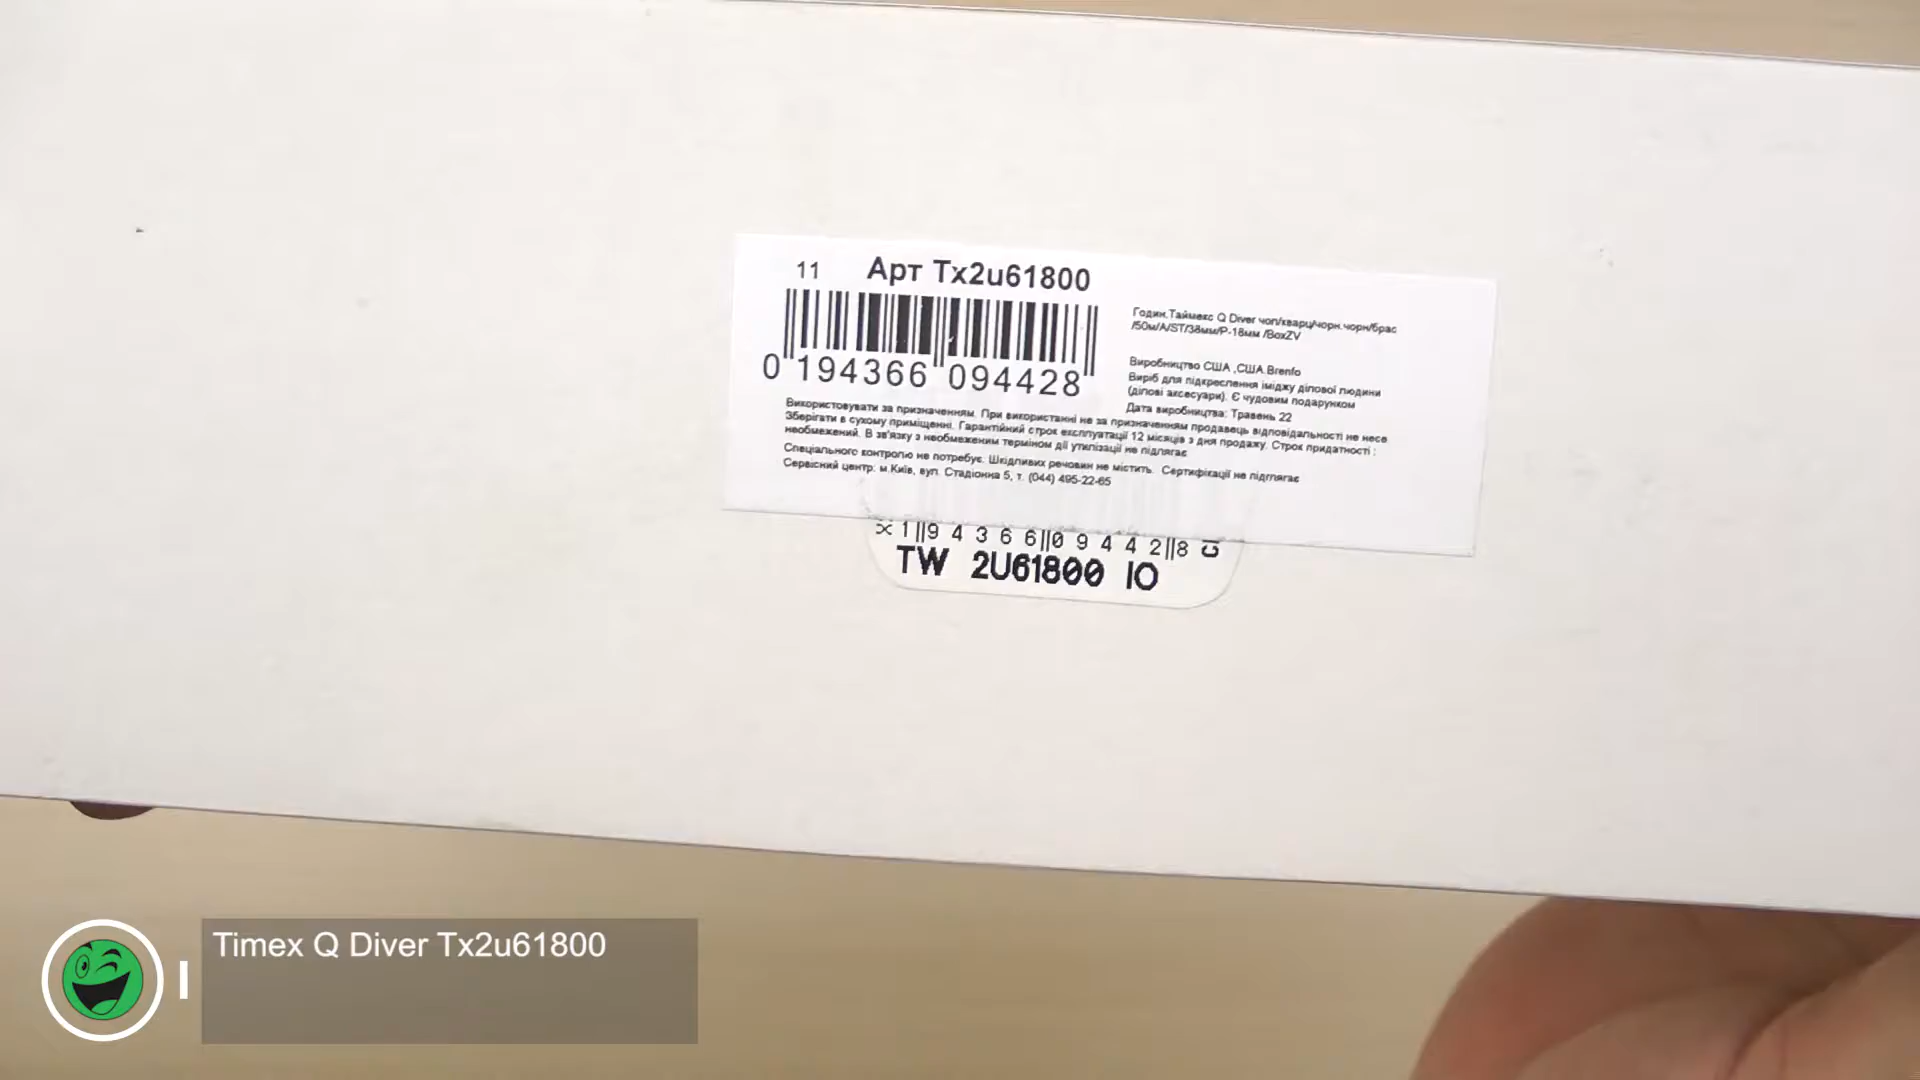 11 Арт Tx2u61800
0 194366 094428
Годин.Таймекс Q Diver чол/кварц/чорн.чорн/брас
/50м/A/ST/38мм/P-18мм /BoxZV
Виробництво США ,США.Brenfo
Виріб для підкреслення іміджу ділової людини
(ділові аксесуари). Є чудовим подарунком
Дата виробництва: Травень 22
Використовувати за призначенням. При використанні не за призначенням продавець відповідальності не несе
Зберігати в сухому приміщенні. Гарантійний строк експлуатації 12 місяців з дня продажу. Строк придатності :
необмежений. В зв'язку з необмеженим терміном дії утилізації не підлягає
Спеціального контролю не потребує. Шкідливих речовин не містить. Сертифікації не підглягає
Сервісний центр: м.Київ, вул. Стадіонна 5, т. (044) 495-22-65
1||9 4 3 6 6||0 9 4 4 2||8
TW 2U61800 IO
Timex Q Diver Tx2u61800